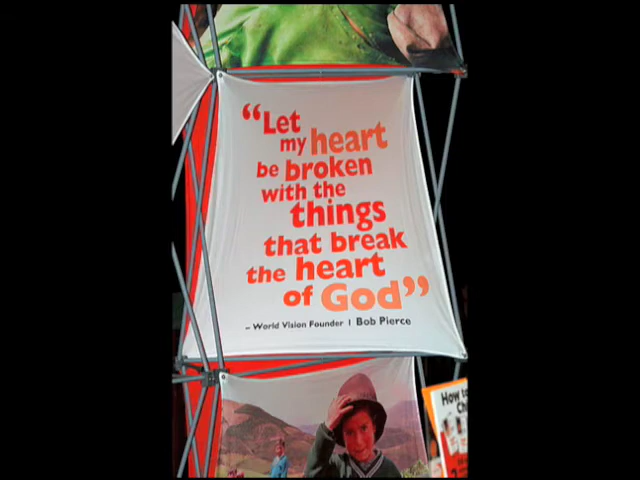 “Let
my heart
be broken
with the
things
that break
the heart
of God”
– World Vision Founder | Bob Pierce
How to